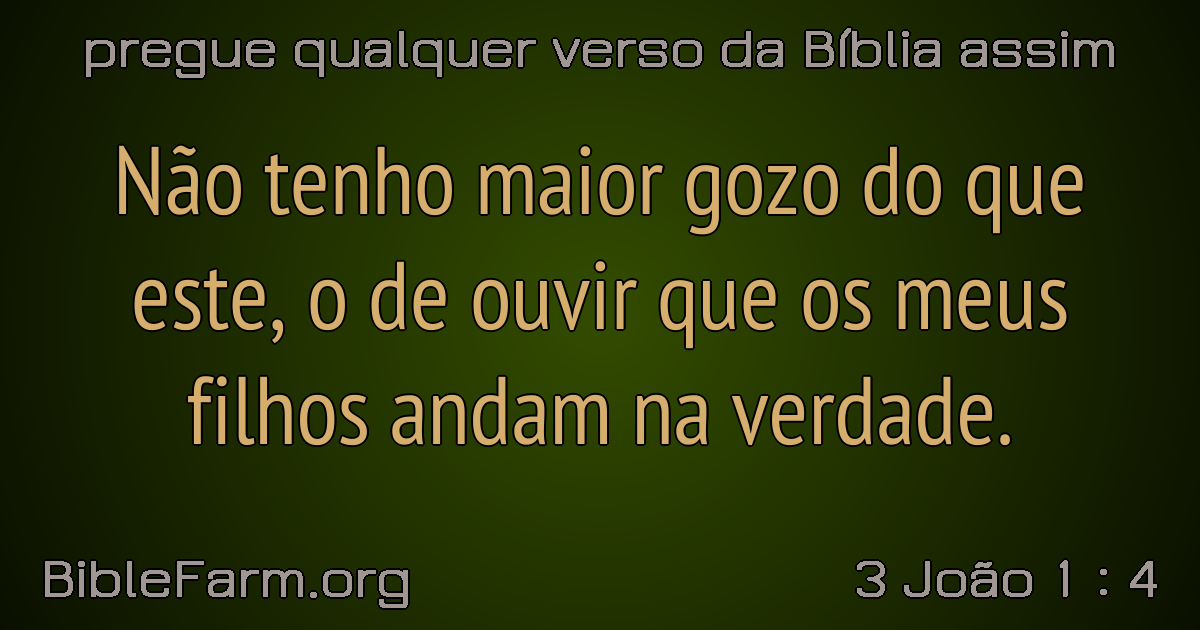 pregue qualquer verso da Bíblia assim
Não tenho maior gozo do que
este, o de ouvir que os meus
filhos andam na verdade.
BibleFarm.org
3 João 1 : 4